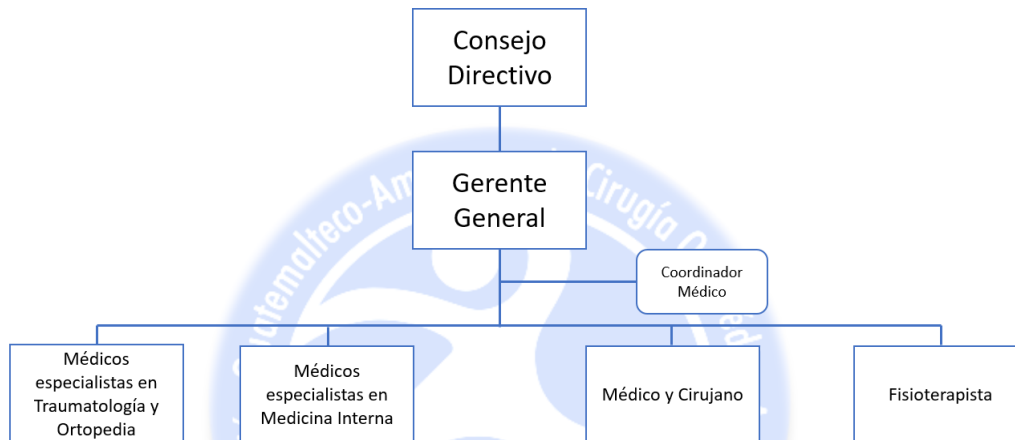 Consejo
Directivo
Gerente
General
Coordinador
Médico
Médicos
especialistas en
Traumatología y
Ortopedia
Médicos
especialistas en
Medicina Interna
Médico y Cirujano
Fisioterapista